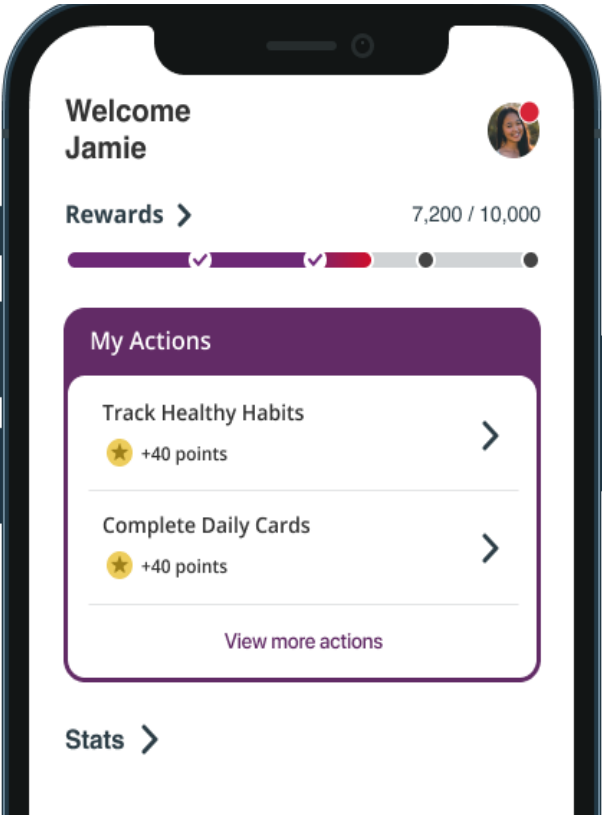 Welcome
Jamie
Rewards
7,200 / 10,000
My Actions
Track Healthy Habits
+40 points
Complete Daily Cards
+40 points
View more actions
Stats